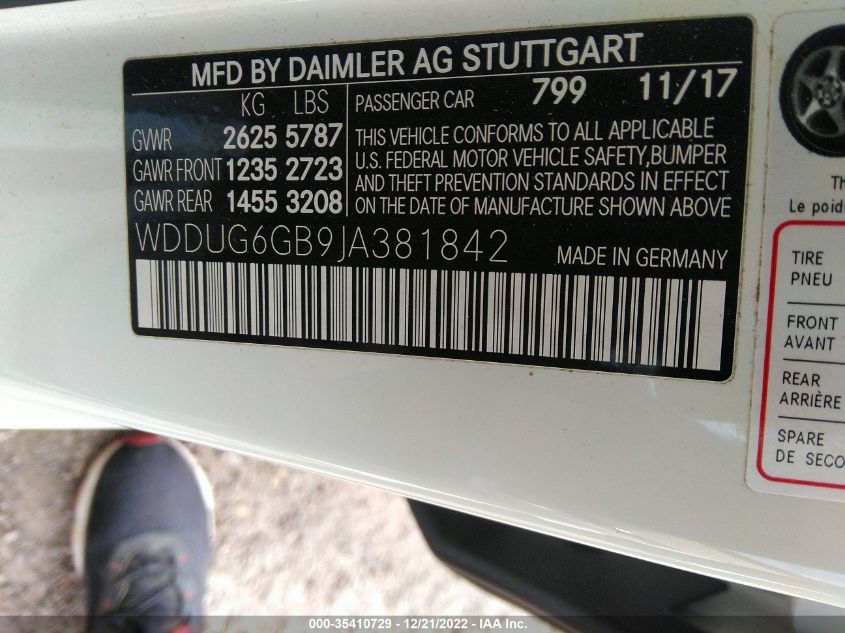 MFD BY DAIMLER AG STUTTGART
KG LBS
GVWR 2625 5787
GAWR FRONT 1235 2723
GAWR REAR 1455 3208
PASSENGER CAR 799 11/17
THIS VEHICLE CONFORMS TO ALL APPLICABLE
U.S. FEDERAL MOTOR VEHICLE SAFETY,BUMPER
AND THEFT PREVENTION STANDARDS IN EFFECT
ON THE DATE OF MANUFACTURE SHOWN ABOVE
WDDUG6GB9JA381842
MADE IN GERMANY
Th
Le poid
TIRE
PNEU
FRONT
AVANT
REAR
ARRIÈRE
SPARE
DE SECO
000-35410729 - 12/21/2022 - IAA Inc.